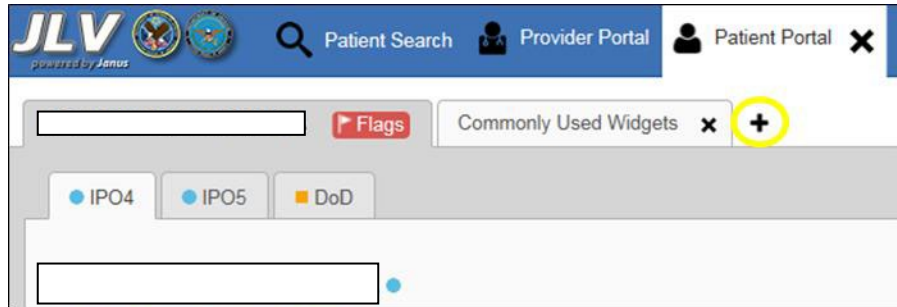 JLV
powered by Janus
Patient Search
Provider Portal
Patient Portal
Flags
Commonly Used Widgets
IPO4
IPO5
DoD